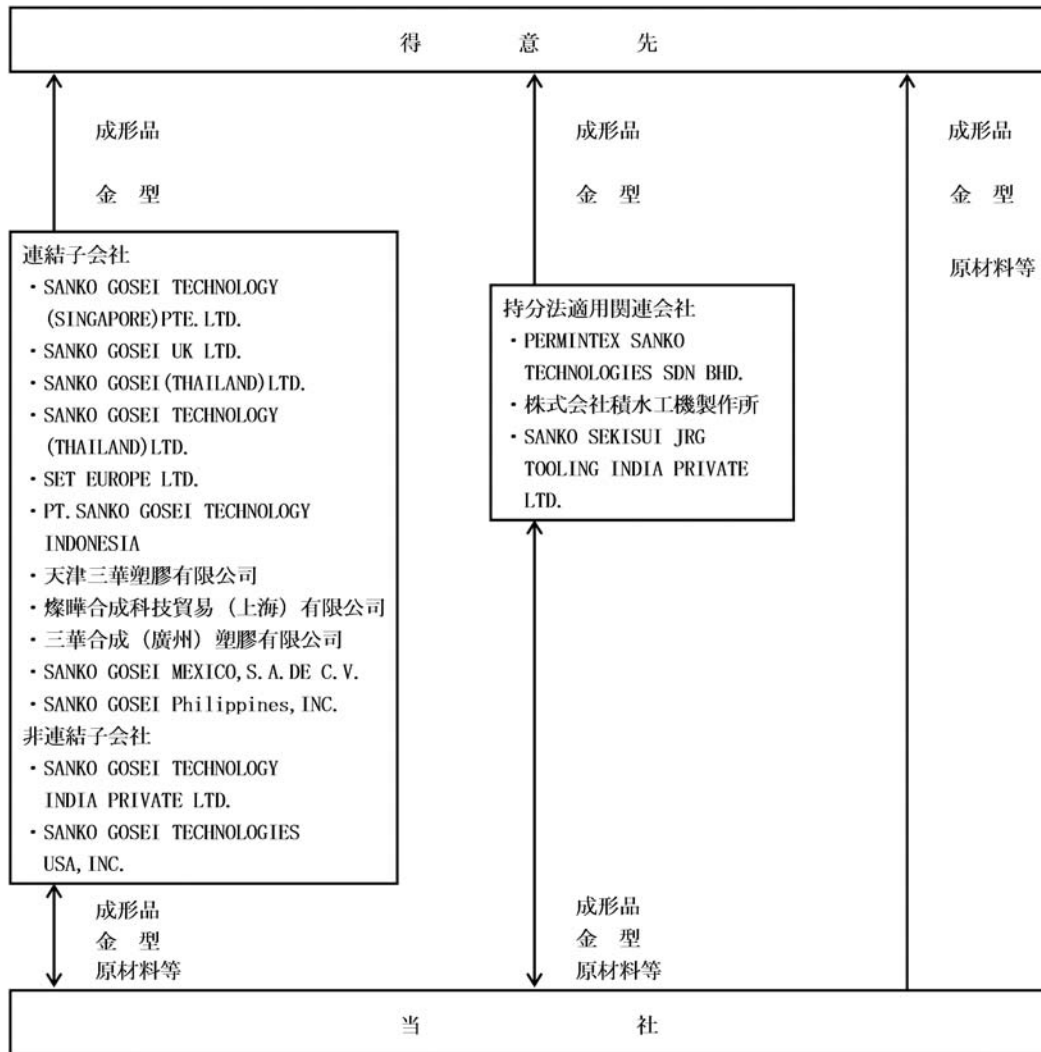 得 意 先
成形品
金 型
成形品
金 型
成形品
金 型
原材料等
連結子会社
・SANKO GOSEI TECHNOLOGY
(SINGAPORE)PTE.LTD.
・SANKO GOSEI UK LTD.
・SANKO GOSEI(THAILAND)LTD.
・SANKO GOSEI TECHNOLOGY
(THAILAND)LTD.
・SET EUROPE LTD.
・PT.SANKO GOSEI TECHNOLOGY
INDONESIA
・天津三華塑膠有限公司
・燦曄合成科技貿易（上海）有限公司
・三華合成（廣州）塑膠有限公司
・SANKO GOSEI MEXICO,S.A.DE C.V.
・SANKO GOSEI Philippines,INC.
非連結子会社
・SANKO GOSEI TECHNOLOGY
INDIA PRIVATE LTD.
・SANKO GOSEI TECHNOLOGIES
USA,INC.
持分法適用関連会社
・PERMINTEX SANKO
TECHNOLOGIES SDN BHD.
・株式会社積水工機製作所
・SANKO SEKISUI JRG
TOOLING INDIA PRIVATE
LTD.
成形品
金 型
原材料等
成形品
金 型
原材料等
当 社